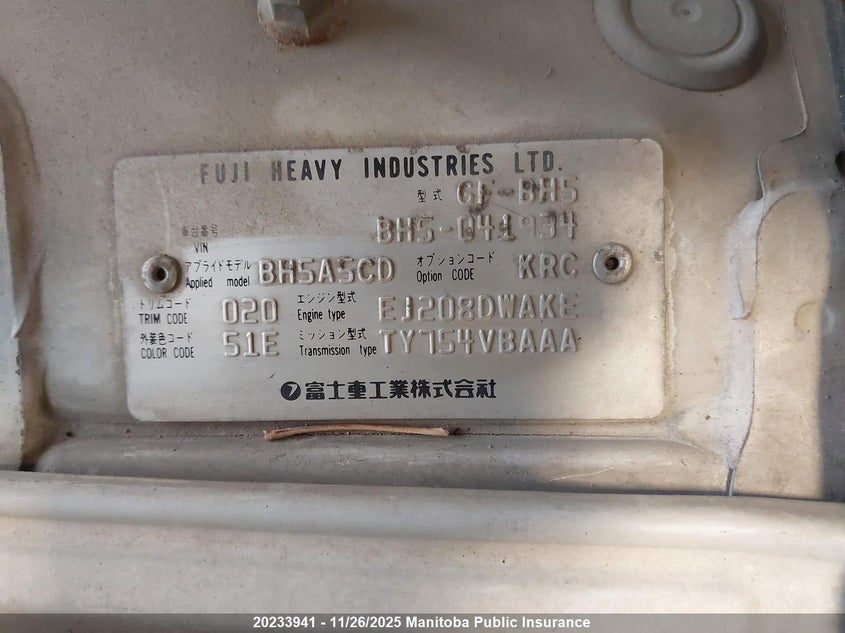 FUJI HEAVY INDUSTRIES LTD.
型式 GF-BH5
車台番号 VIN BH5-041934
アプライドモデル Applied model BH5A5CD オプションコード Option CODE KRC
トリムコード TRIM CODE 020 エンジン型式 Engine type EJ208DWAKE
外装色コード COLOR CODE 51E ミッション型式 Transmission type TY754VBAAA
富士重工業株式会社
20233941 - 11/26/2025 Manitoba Public Insurance